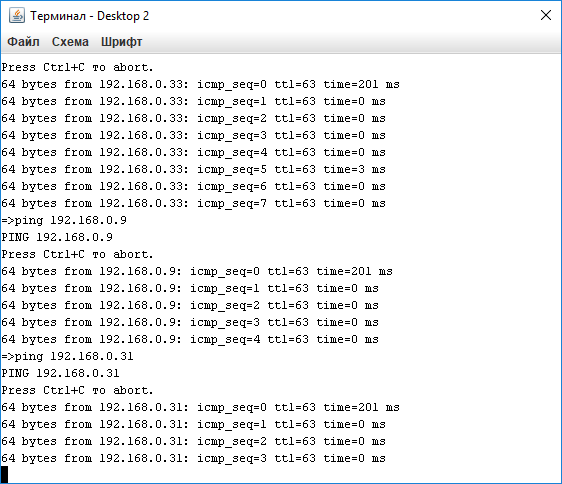 Терминал - Desktop 2
Файл Схема Шрифт
Press Ctrl+C то abort.
64 bytes from 192.168.0.33: icmp_seq=0 ttl=63 time=201 ms
64 bytes from 192.168.0.33: icmp_seq=1 ttl=63 time=0 ms
64 bytes from 192.168.0.33: icmp_seq=2 ttl=63 time=0 ms
64 bytes from 192.168.0.33: icmp_seq=3 ttl=63 time=0 ms
64 bytes from 192.168.0.33: icmp_seq=4 ttl=63 time=0 ms
64 bytes from 192.168.0.33: icmp_seq=5 ttl=63 time=3 ms
64 bytes from 192.168.0.33: icmp_seq=6 ttl=63 time=0 ms
64 bytes from 192.168.0.33: icmp_seq=7 ttl=63 time=0 ms
=>ping 192.168.0.9
PING 192.168.0.9
Press Ctrl+C то abort.
64 bytes from 192.168.0.9: icmp_seq=0 ttl=63 time=201 ms
64 bytes from 192.168.0.9: icmp_seq=1 ttl=63 time=0 ms
64 bytes from 192.168.0.9: icmp_seq=2 ttl=63 time=0 ms
64 bytes from 192.168.0.9: icmp_seq=3 ttl=63 time=0 ms
64 bytes from 192.168.0.9: icmp_seq=4 ttl=63 time=0 ms
=>ping 192.168.0.31
PING 192.168.0.31
Press Ctrl+C то abort.
64 bytes from 192.168.0.31: icmp_seq=0 ttl=63 time=201 ms
64 bytes from 192.168.0.31: icmp_seq=1 ttl=63 time=0 ms
64 bytes from 192.168.0.31: icmp_seq=2 ttl=63 time=0 ms
64 bytes from 192.168.0.31: icmp_seq=3 ttl=63 time=0 ms